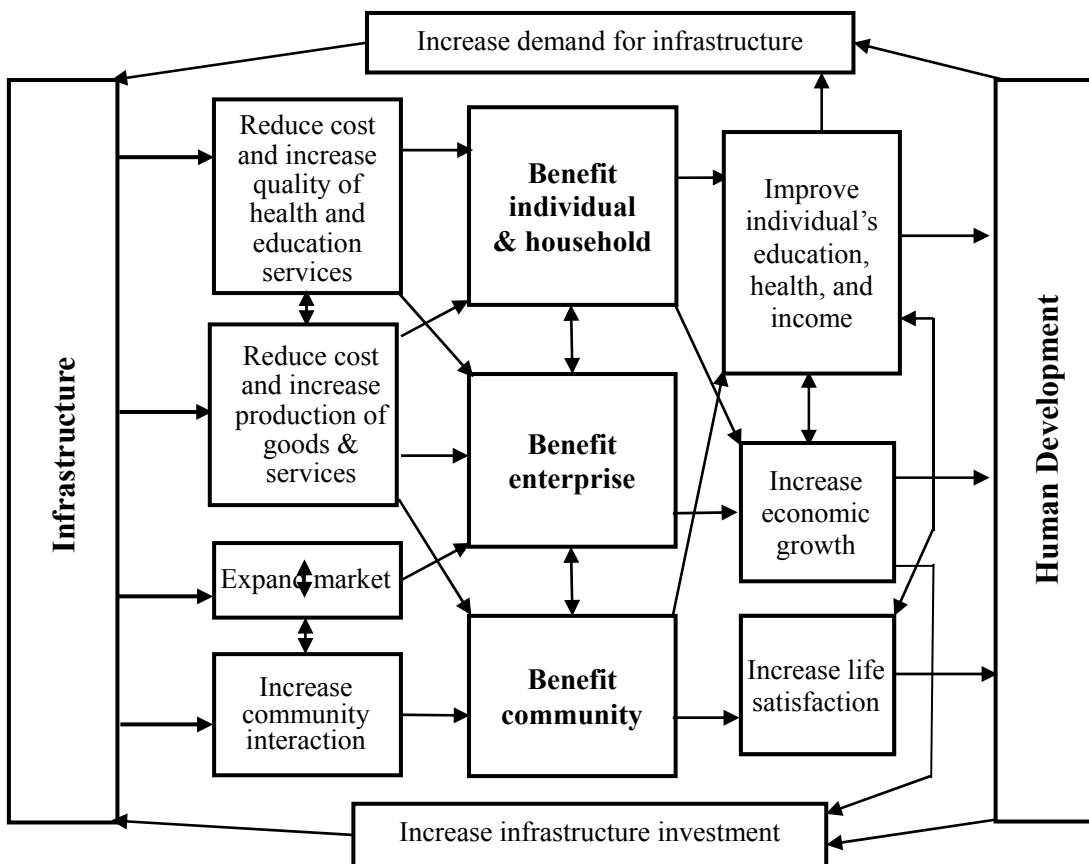 Increase demand for infrastructure
Infrastructure
Reduce cost
and increase
quality of
health and
education
services
Reduce cost
and increase
production of
goods &
services
Expand market
Increase
community
interaction
Benefit
individual
& household
Benefit
enterprise
Benefit
community
Improve
individual’s
education,
health, and
income
Increase
economic
growth
Increase life
satisfaction
Human Development
Increase infrastructure investment